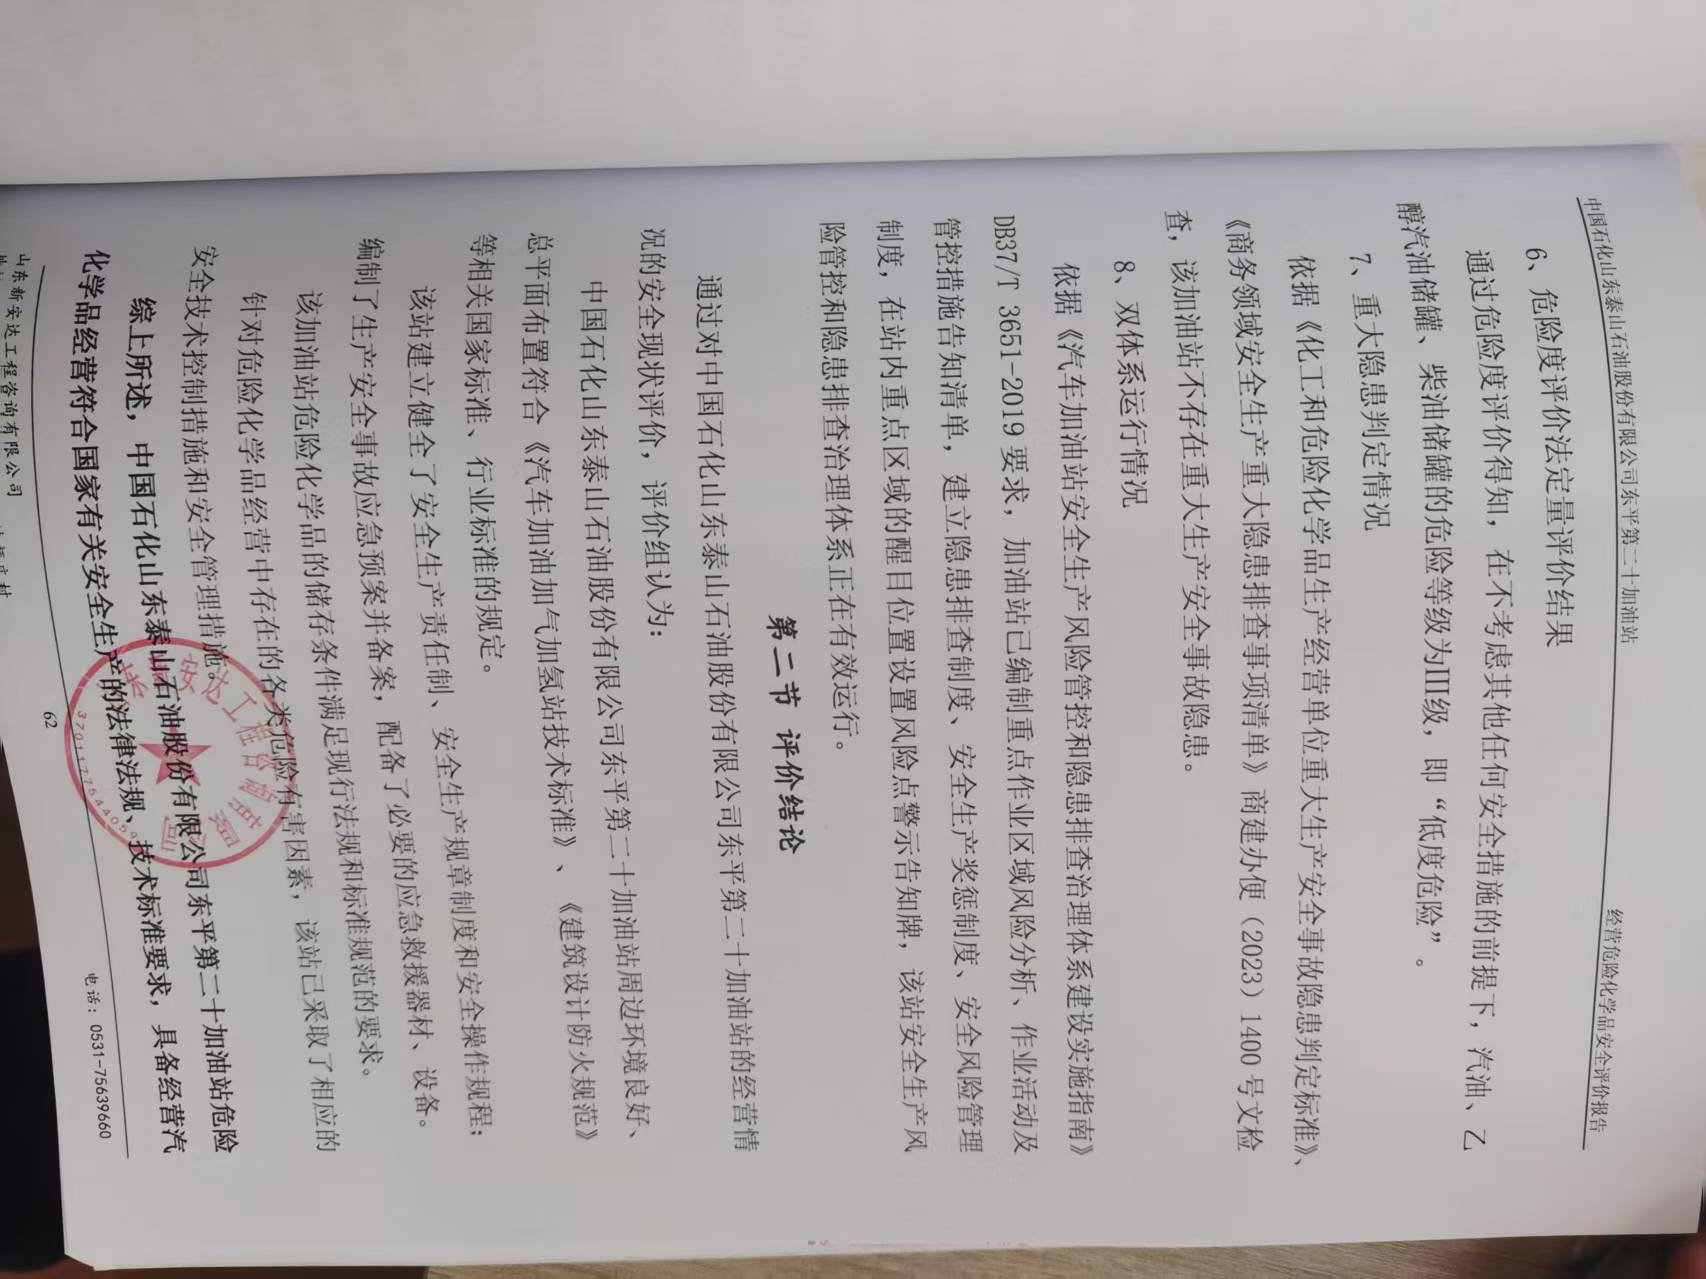 中国石化山东泰山石油股份有限公司东平第二十加油站 经营危险化学品安全评价报告
6、危险度评价法定量评价结果
通过危险度评价得知，在不考虑其他任何安全措施的前提下，汽油、乙
醇汽油储罐、柴油储罐的危险等级为III级，即“低度危险”。
7、重大隐患判定情况
依据《化工和危险化学品生产经营单位重大生产安全事故隐患判定标准》、
《商务领域安全生产重大隐患排查事项清单》商建办便（2023）1400 号文检
查，该加油站不存在重大生产安全事故隐患。
8、双体系运行情况
依据《汽车加油站安全生产风险管控和隐患排查治理体系建设实施指南》
DB37/T 3651-2019 要求，加油站已编制重点作业区域风险分析、作业活动及
管控措施告知清单，建立隐患排查制度、安全生产奖惩制度、安全风险管理
制度，在站内重点区域的醒目位置设置风险点警示告知牌，该站安全生产风
险管控和隐患排查治理体系正在有效运行。
第二节 评价结论
通过对中国石化山东泰山石油股份有限公司东平第二十加油站的经营情
况的安全现状评价，评价组认为：
中国石化山东泰山石油股份有限公司东平第二十加油站周边环境良好、
总平面布置符合《汽车加油加气加氢站技术标准》、《建筑设计防火规范》
等相关国家标准、行业标准的规定。
该站建立健全了安全生产责任制、安全生产规章制度和安全操作规程；
编制了生产安全事故应急预案并备案，配备了必要的应急救援器材、设备。
该加油站危险化学品的储存条件满足现行法规和标准规范的要求。
针对危险化学品经营中存在的各类危险有害因素，该站已采取了相应的
安全技术控制措施和安全管理措施。
综上所述，中国石化山东泰山石油股份有限公司东平第二十加油站危险
化学品经营符合国家有关安全生产的法律法规、技术标准要求，具备经营汽
62
电话：0531-75639660
山东新安达工程咨询有限公司